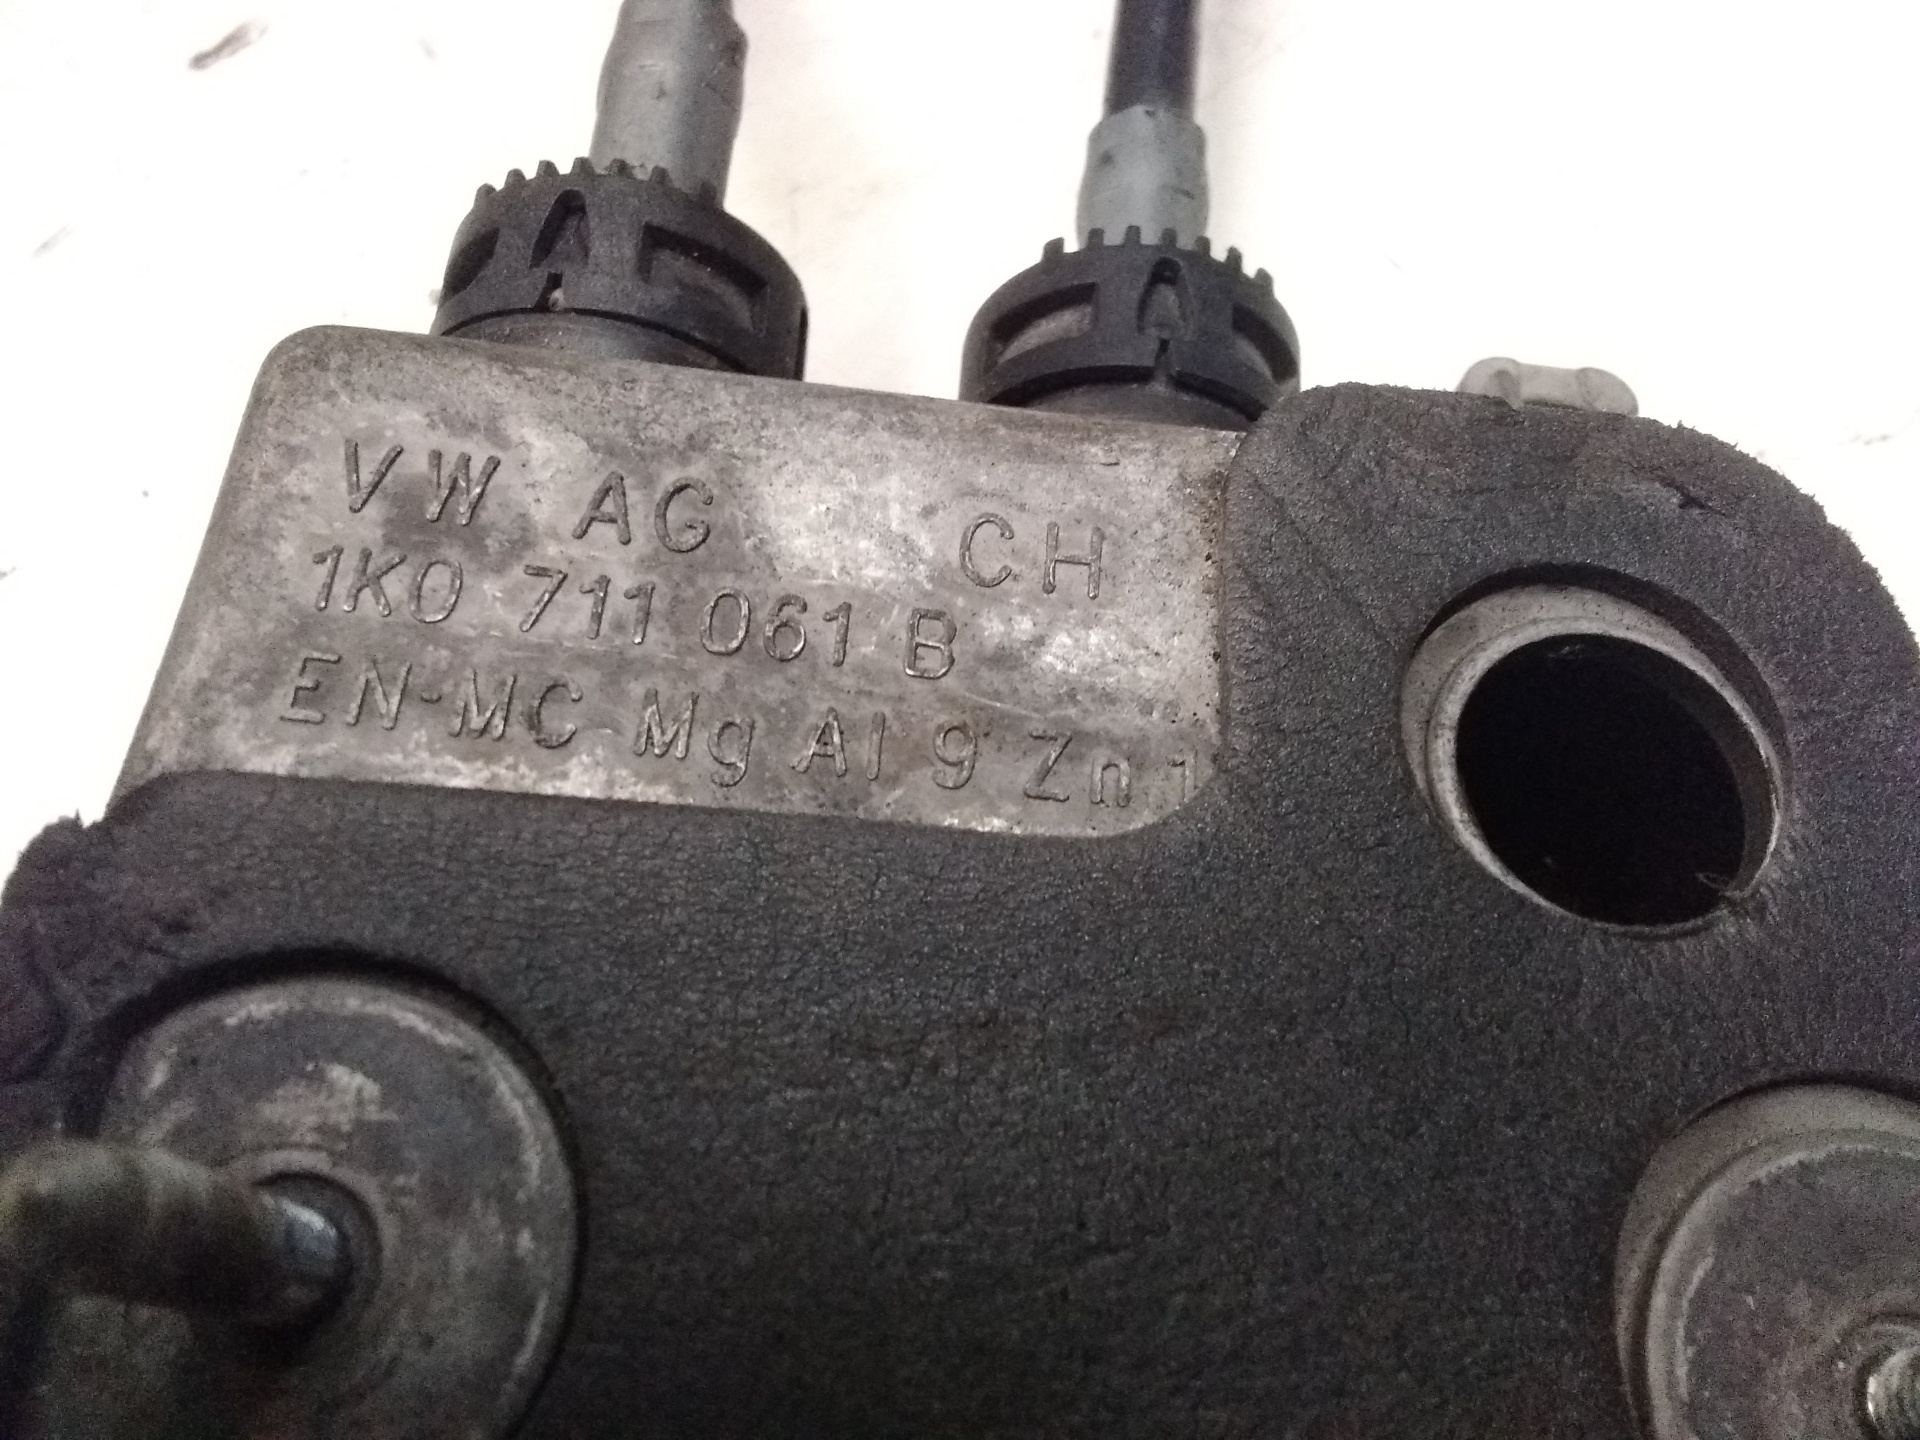 VW AG CH
1K0 711 061 B
EN-MC Mg Al 9 Zn 1